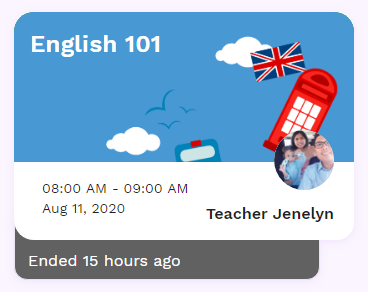 English 101
08:00 AM - 09:00 AM
Aug 11, 2020
Teacher Jenelyn
Ended 15 hours ago